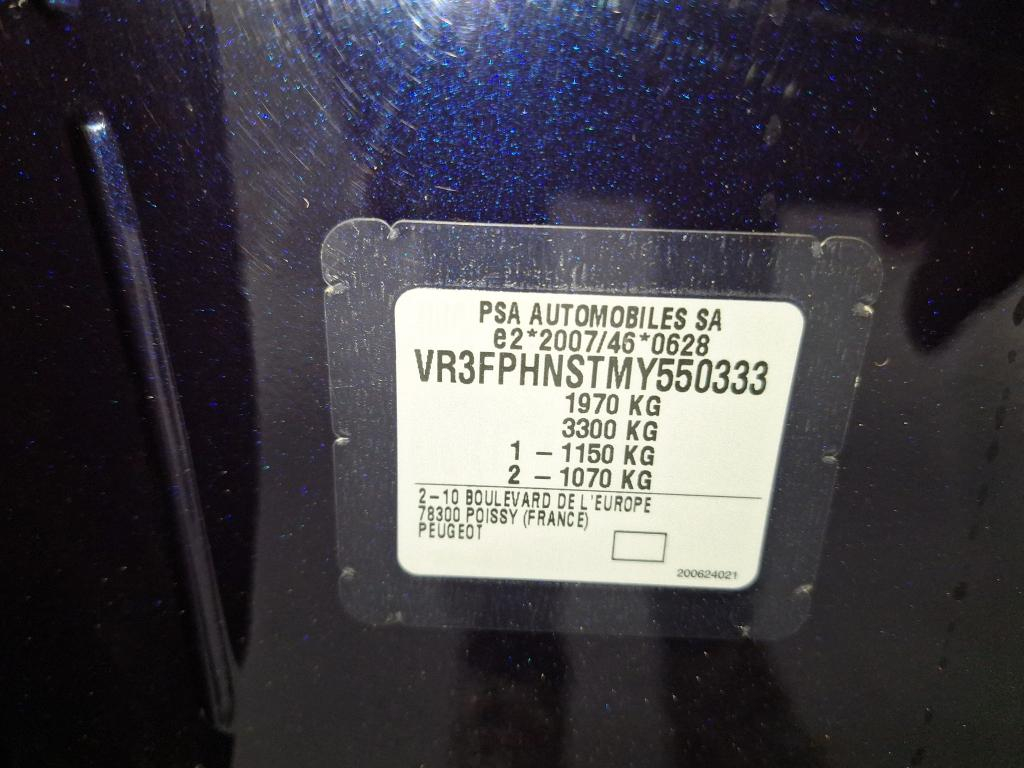 PSA AUTOMOBILES SA
e2*2007/46*0628
VR3FPHNSTMY550333
1970 KG
3300 KG
1 – 1150 KG
2 – 1070 KG
2–10 BOULEVARD DE L'EUROPE
78300 POISSY (FRANCE)
PEUGEOT
200624021